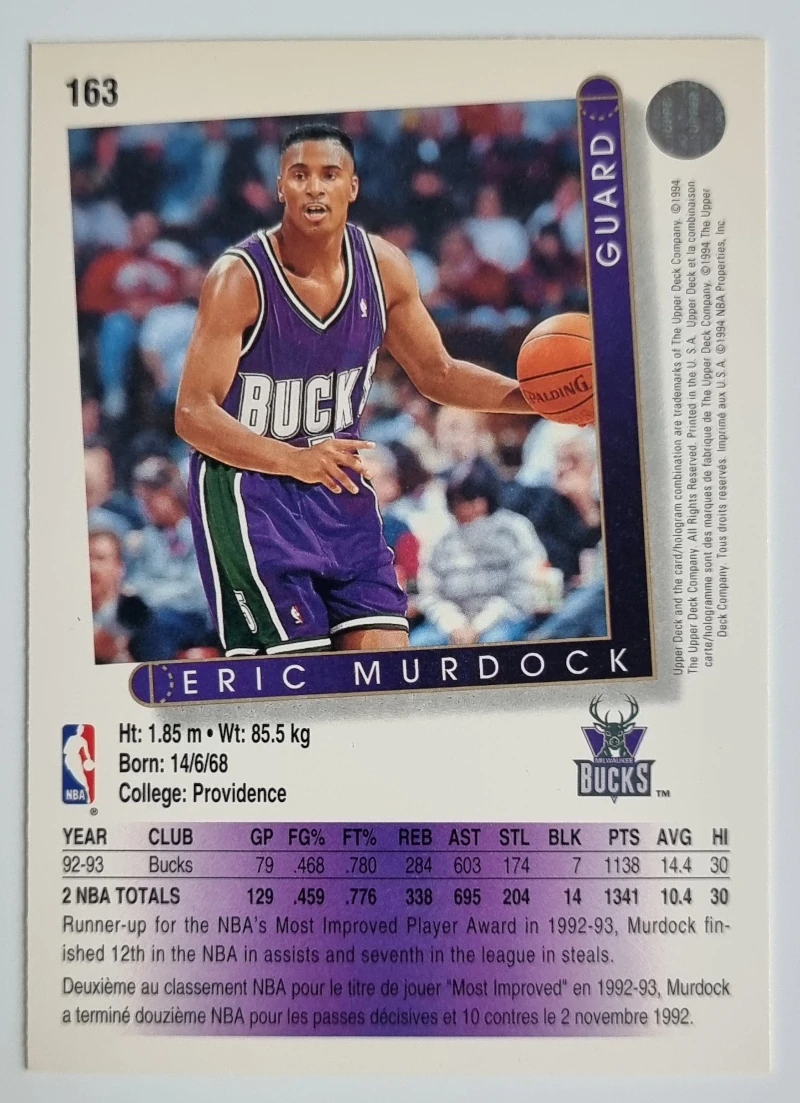 163
GUARD
BUCKS
5
SPALDING
5
ERIC MURDOCK
Upper Deck and the card/hologram combination are trademarks of The Upper Deck Company. ©1994
The Upper Deck Company. All Rights Reserved. Printed in the U. S. A. Upper Deck et la combinaison
carte/hologramme sont des marques de fabrique de The Upper Deck Company. ©1994 The Upper
Deck Company. Tous droits reservés. Imprimé aux U.S.A. ©1994 NBA Properties, Inc.
NBA
®
Ht: 1.85 m • Wt: 85.5 kg
Born: 14/6/68
College: Providence
MILWAUKEE
BUCKS TM
YEAR CLUB GP FG% FT% REB AST STL BLK PTS AVG HI
92-93 Bucks 79 .468 .780 284 603 174 7 1138 14.4 30
2 NBA TOTALS 129 .459 .776 338 695 204 14 1341 10.4 30
Runner-up for the NBA's Most Improved Player Award in 1992-93, Murdock fin-
ished 12th in the NBA in assists and seventh in the league in steals.
Deuxième au classement NBA pour le titre de jouer "Most Improved" en 1992-93, Murdock
a terminé douzième NBA pour les passes décisives et 10 contres le 2 novembre 1992.